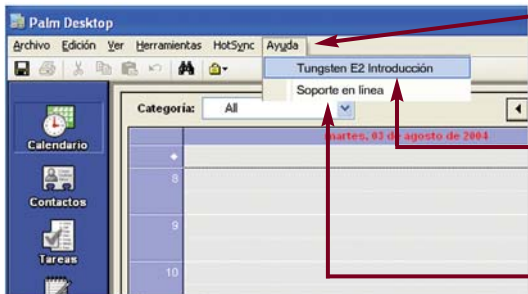 Palm Desktop
Archivo Edición Ver Herramientas HotSync Ayuda
Tungsten E2 Introducción
Soporte en línea
Categoría: All
martes, 03 de agosto de 2004
Calendario
8
Contactos
9
Tareas
10